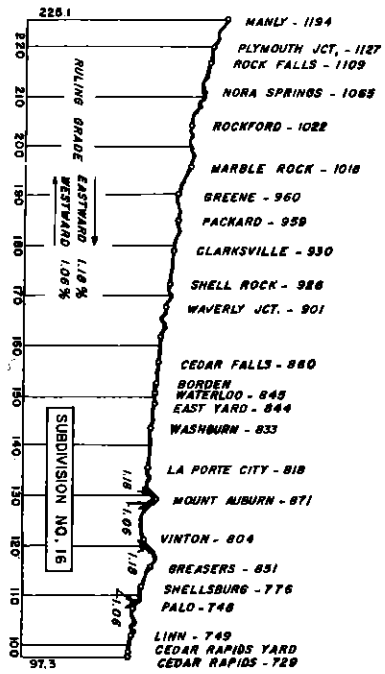 225.1
MANLY - 1194
PLYMOUTH JCT. - 1127
ROCK FALLS - 1109
NORA SPRINGS - 1065
ROCKFORD - 1022
MARBLE ROCK - 1018
GREENE - 960
PACKARD - 959
CLARKSVILLE - 930
SHELL ROCK - 926
WAVERLY JCT. - 901
CEDAR FALLS - 860
BORDEN
WATERLOO - 845
EAST YARD - 844
WASHBURN - 833
LA PORTE CITY - 818
MOUNT AUBURN - 871
VINTON - 804
GREASERS - 851
SHELLSBURG - 776
PALO - 748
LINN - 749
CEDAR RAPIDS YARD
CEDAR RAPIDS - 729
97.3
220
210
200
190
180
170
160
150
140
130
120
110
100
RULING GRADE
EASTWARD 1.18 %
WESTWARD 1.06 %
SUBDIVISION NO. 16
1.18
1.06
1.18
1.06